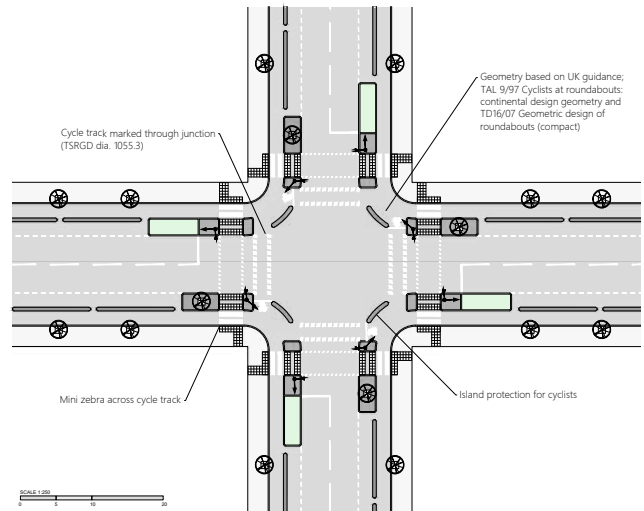 Geometry based on UK guidance;
TAL 9/97 Cyclists at roundabouts:
continental design geometry and
TD16/07 Geometric design of
roundabouts (compact)
Cycle track marked through junction
(TSRGD dia. 1055.3)
Mini zebra across cycle track
Island protection for cyclists
SCALE 1:250
0 5 10 20